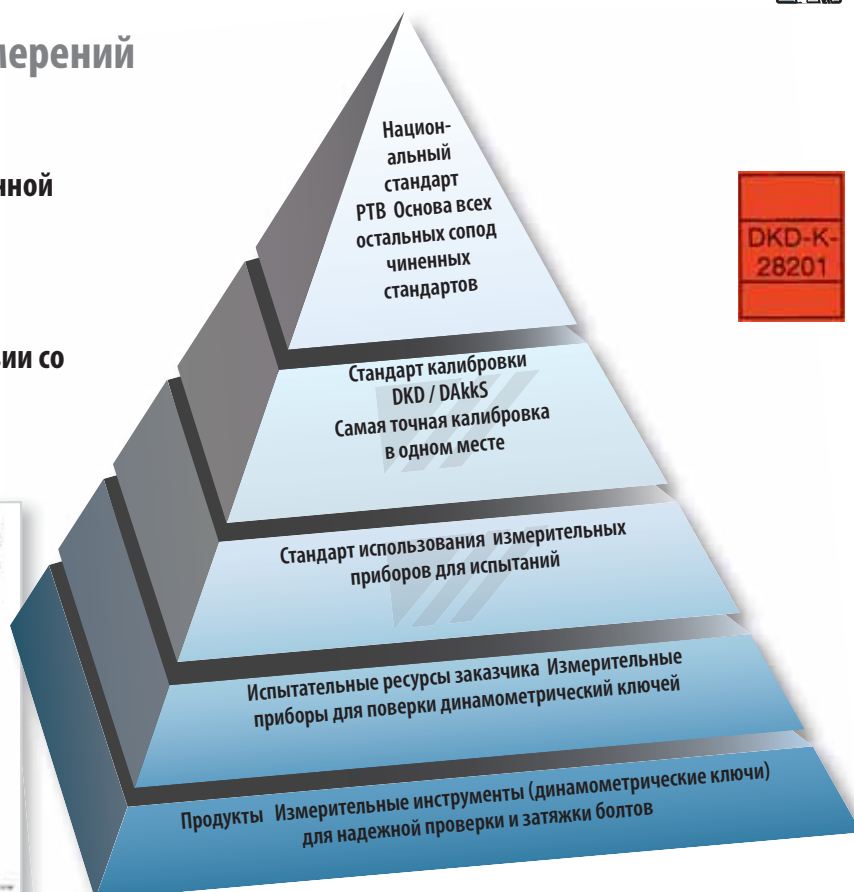 мерений
нной
ии со
Национ-
альный
стандарт
PTB Основа всех
остальных сопод
чиненных
стандартов
DKD-K-
28201
Стандарт калибровки
DKD / DAkkS
Самая точная калибровка
в одном месте
Стандарт использования измерительных
приборов для испытаний
Испытательные ресурсы заказчика Измерительные
приборы для поверки динамометрический ключей
Продукты Измерительные инструменты (динамометрические ключи)
для надежной проверки и затяжки болтов